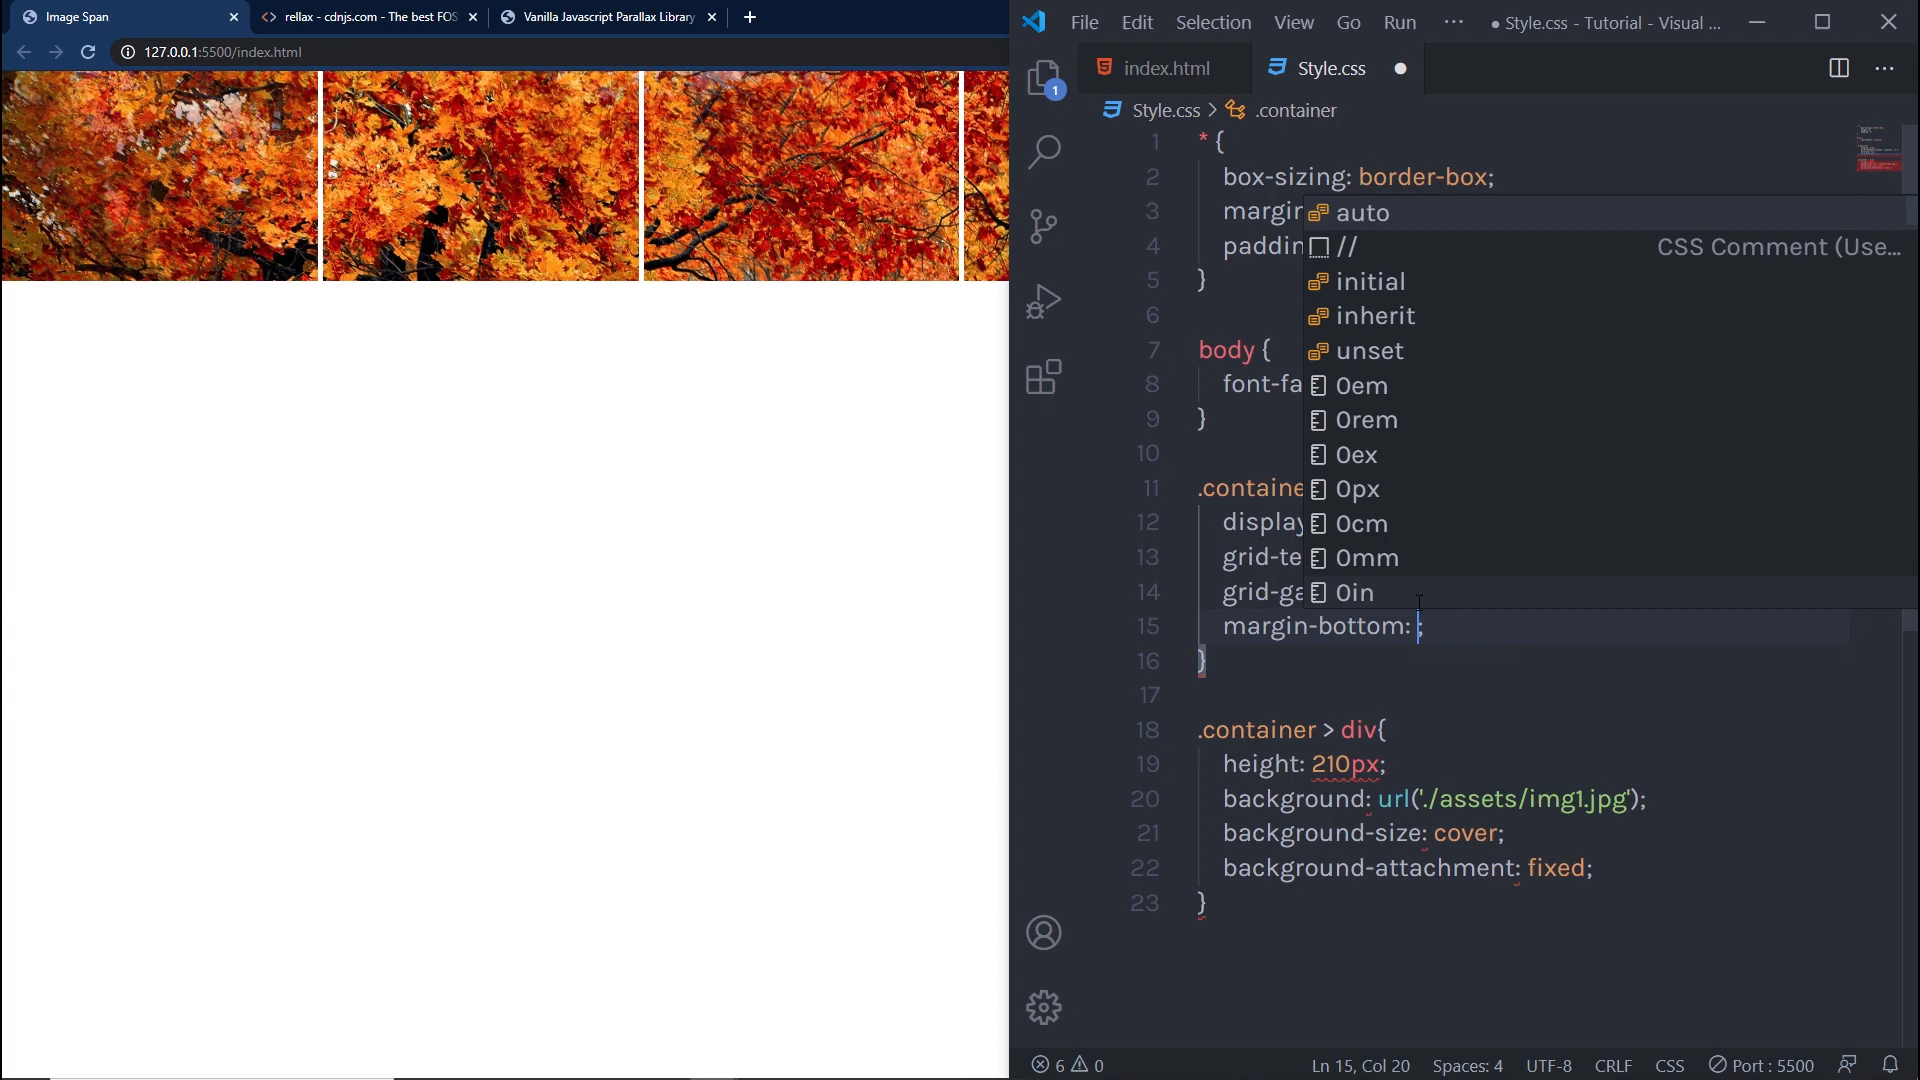 Image Span
rellax - cdnjs.com - The best FOS
Vanilla Javascript Parallax Library
127.0.0.1:5500/index.html
File Edit Selection View Go Run ··· ● Style.css - Tutorial - Visual ...
index.html
Style.css
1
Style.css > .container
1 * {
2 box-sizing: border-box;
3 margin
4 paddin
5 }
6
7 body {
8 font-fa
9 }
10
11 .containe
12 display
13 grid-te
14 grid-ga
15 margin-bottom: ;
16 }
17
18 .container > div{
19 height: 210px;
20 background: url('./assets/img1.jpg');
21 background-size: cover;
22 background-attachment: fixed;
23 }
auto
// CSS Comment (Use...
initial
inherit
unset
0em
0rem
0ex
0px
0cm
0mm
0in
6 0 Ln 15, Col 20 Spaces: 4 UTF-8 CRLF CSS Port : 5500